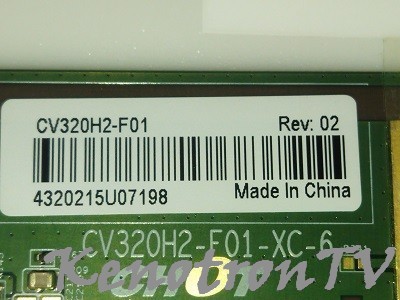 CV320H2-F01 Rev: 02
4320215U07198 Made In China
CV320H2-F01-XC-6
KenotronTV